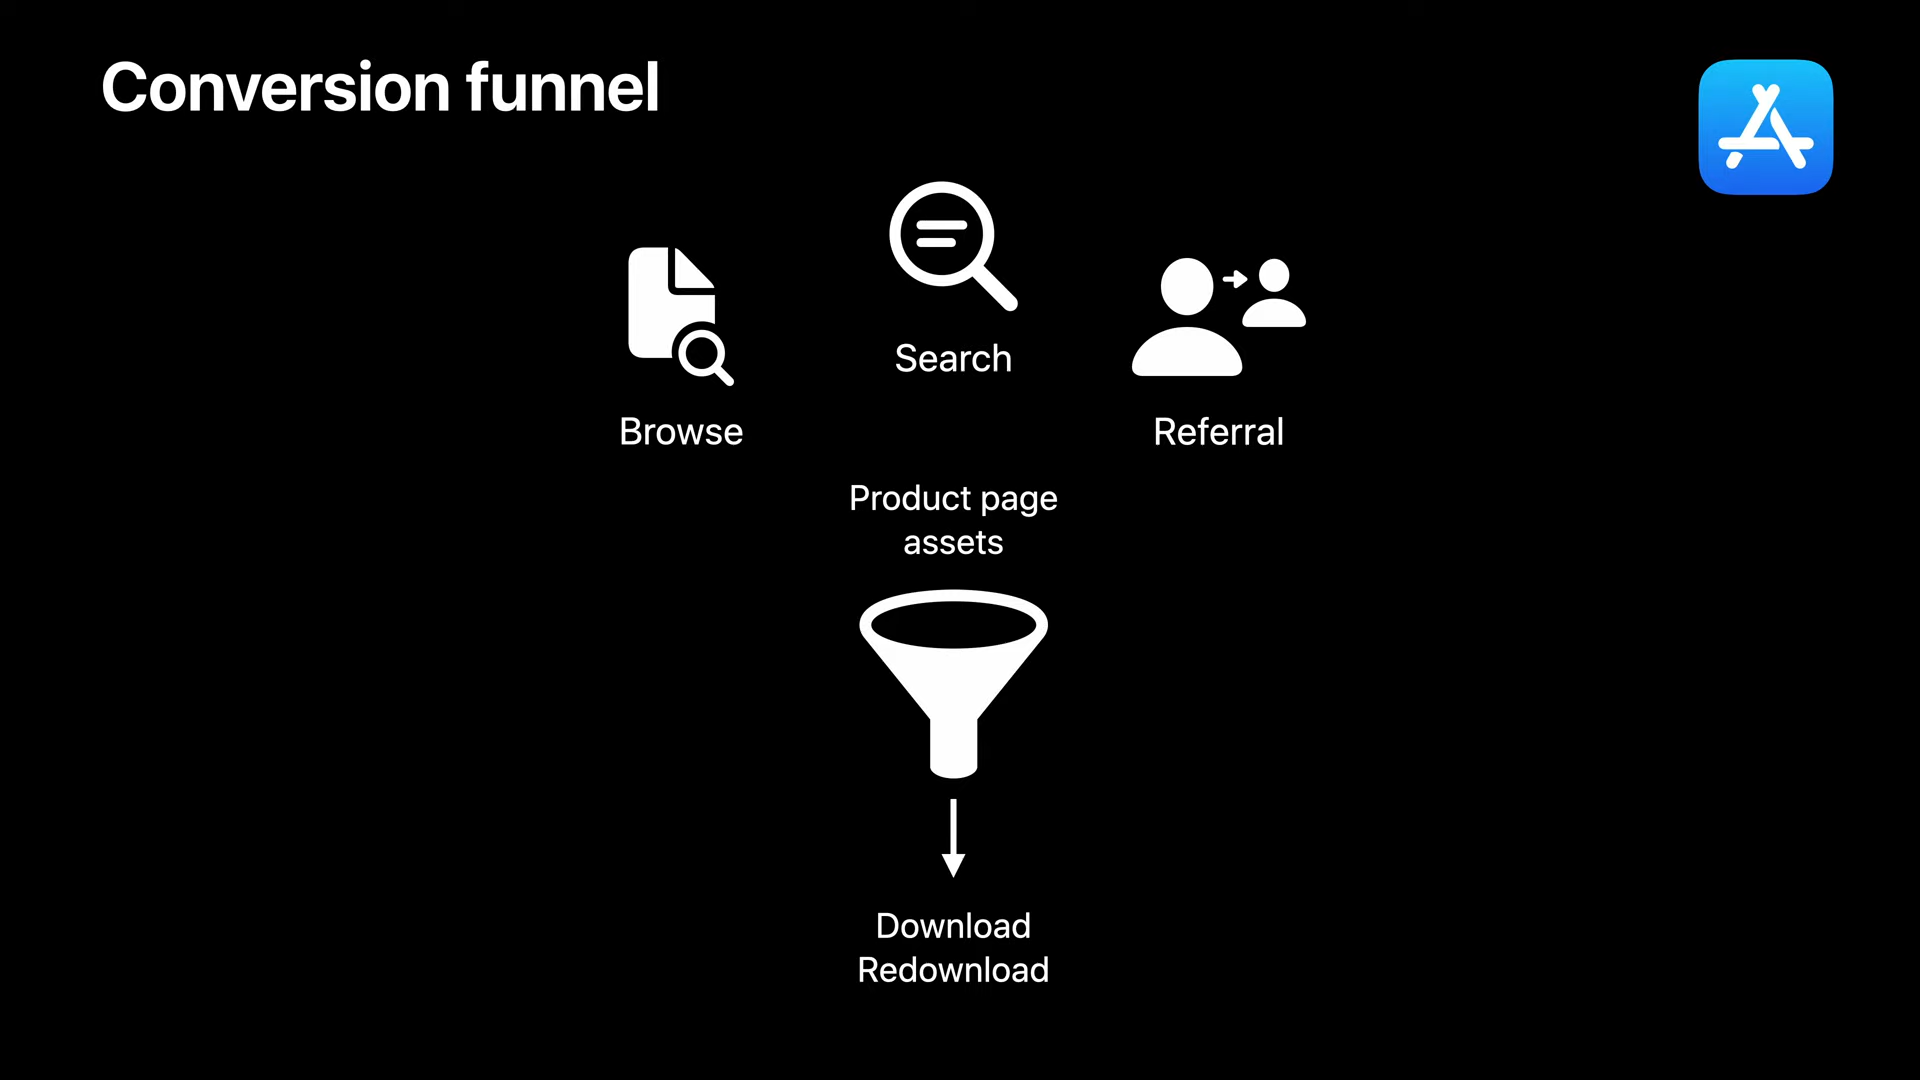 Conversion funnel
Search
Browse
Referral
Product page
assets
Download
Redownload